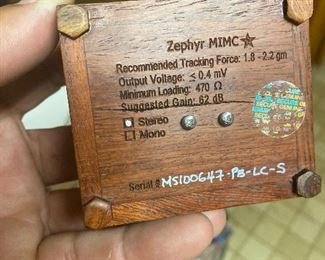 Zephyr MIMC
Recommended Tracking Force: 1.8 - 2.2 gm
Output Voltage: ≤ 0.4 mV
Minimum Loading: 470 Ω
Suggested Gain: 62 dB
Stereo
Mono
Serial # MS100647-PB-LC-S